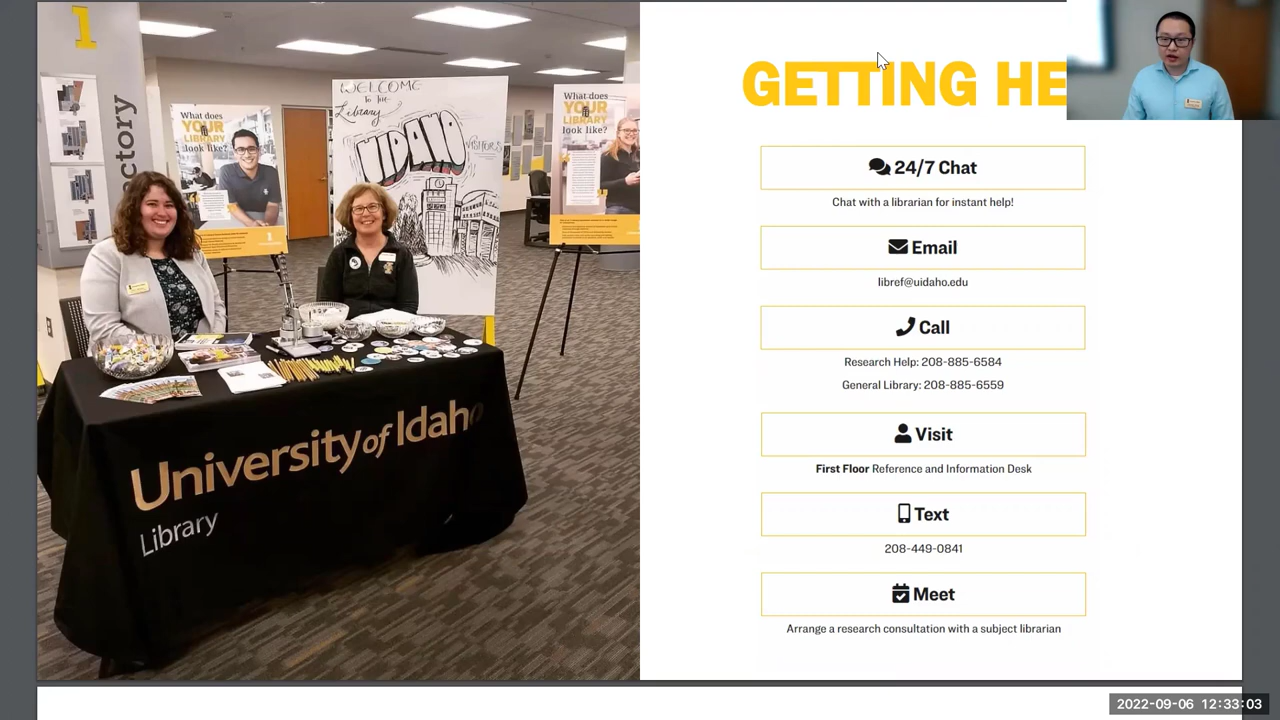 1
ctory
What does
YOUR
LIBRARY
look like?
WELCOME
To the
Library
UIDAHO
VISITORS
What does
YOUR
LIBRARY
look like?
University of Idaho
Library
GETTING HE
24/7 Chat
Chat with a librarian for instant help!
Email
libref@uidaho.edu
Call
Research Help: 208-885-6584
General Library: 208-885-6559
Visit
First Floor Reference and Information Desk
Text
208-449-0841
Meet
Arrange a research consultation with a subject librarian
2022-09-06 12:33:03